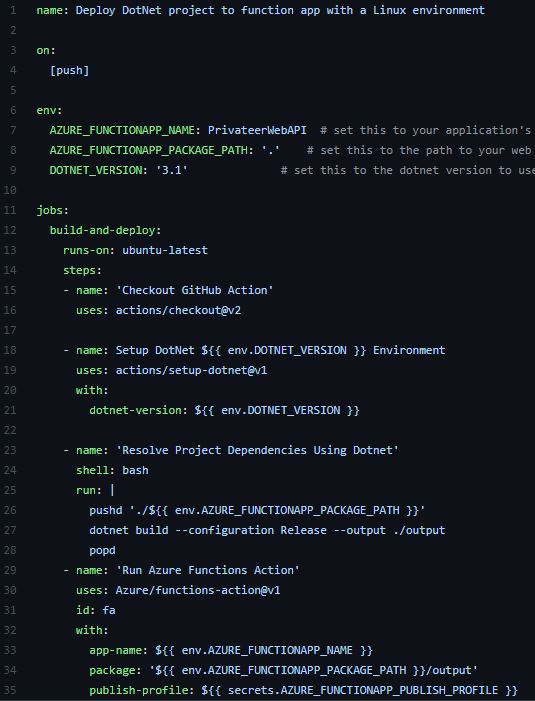 1 name: Deploy DotNet project to function app with a Linux environment
2
3 on:
4   [push]
5
6 env:
7   AZURE_FUNCTIONAPP_NAME: PrivateerWebAPI  # set this to your application's
8   AZURE_FUNCTIONAPP_PACKAGE_PATH: '.'    # set this to the path to your web
9   DOTNET_VERSION: '3.1'              # set this to the dotnet version to use
10
11 jobs:
12   build-and-deploy:
13     runs-on: ubuntu-latest
14     steps:
15     - name: 'Checkout GitHub Action'
16       uses: actions/checkout@v2
17
18     - name: Setup DotNet ${{ env.DOTNET_VERSION }} Environment
19       uses: actions/setup-dotnet@v1
20       with:
21         dotnet-version: ${{ env.DOTNET_VERSION }}
22
23     - name: 'Resolve Project Dependencies Using Dotnet'
24       shell: bash
25       run: |
26         pushd './${{ env.AZURE_FUNCTIONAPP_PACKAGE_PATH }}'
27         dotnet build --configuration Release --output ./output
28         popd
29     - name: 'Run Azure Functions Action'
30       uses: Azure/functions-action@v1
31       id: fa
32       with:
33         app-name: ${{ env.AZURE_FUNCTIONAPP_NAME }}
34         package: '${{ env.AZURE_FUNCTIONAPP_PACKAGE_PATH }}/output'
35         publish-profile: ${{ secrets.AZURE_FUNCTIONAPP_PUBLISH_PROFILE }}